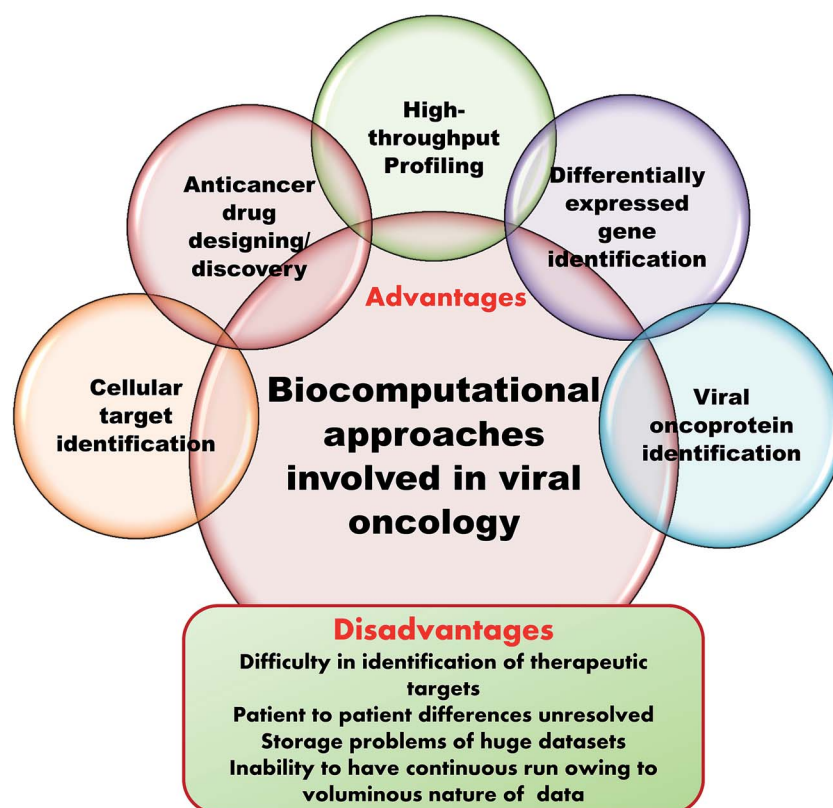 High-
throughput
Profiling
Anticancer
drug
designing/
discovery
Differentially
expressed
gene
identification
Advantages
Cellular
target
identification
Biocomputational
approaches
involved in viral
oncology
Viral
oncoprotein
identification
Disadvantages
Difficulty in identification of therapeutic
targets
Patient to patient differences unresolved
Storage problems of huge datasets
Inability to have continuous run owing to
voluminous nature of data